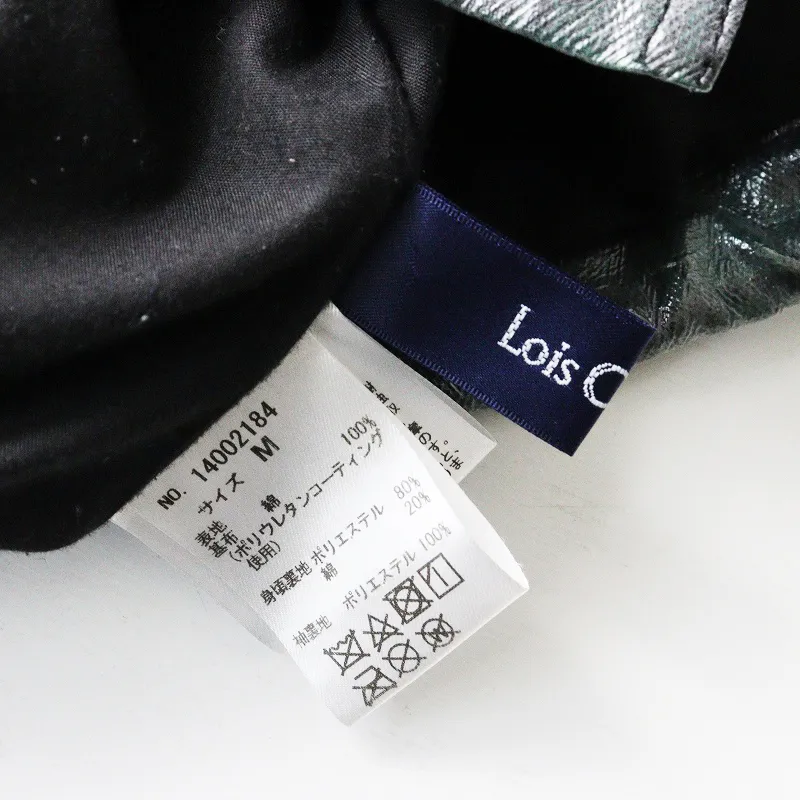 Lois C
NO. 14002184
サイズ M
表地 綿 100%
基布
(ポリウレタンコーティング
使用)
身頃裏地 ポリエステル 80%
綿 20%
袖裏地 ポリエステル 100%
1